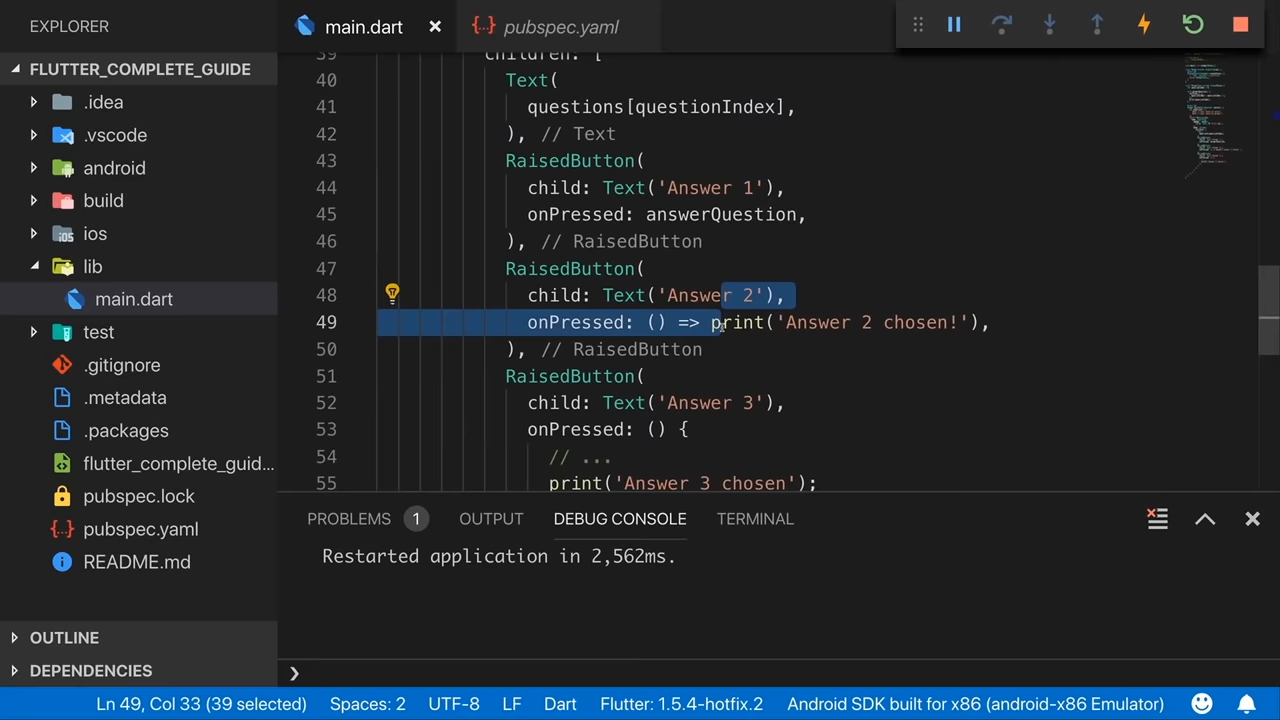 EXPLORER
main.dart
pubspec.yaml
FLUTTER_COMPLETE_GUIDE
.idea
.vscode
android
build
ios
lib
main.dart
test
.gitignore
.metadata
.packages
flutter_complete_guid...
pubspec.lock
pubspec.yaml
README.md
OUTLINE
DEPENDENCIES
39 children: [
40 Text(
41 questions[questionIndex],
42 ), // Text
43 RaisedButton(
44 child: Text('Answer 1'),
45 onPressed: answerQuestion,
46 ), // RaisedButton
47 RaisedButton(
48 child: Text('Answer 2'),
49 onPressed: () => print('Answer 2 chosen!'),
50 ), // RaisedButton
51 RaisedButton(
52 child: Text('Answer 3'),
53 onPressed: () {
54 // ...
55 print('Answer 3 chosen');
PROBLEMS 1 OUTPUT DEBUG CONSOLE TERMINAL
Restarted application in 2,562ms.
Ln 49, Col 33 (39 selected) Spaces: 2 UTF-8 LF Dart Flutter: 1.5.4-hotfix.2 Android SDK built for x86 (android-x86 Emulator)